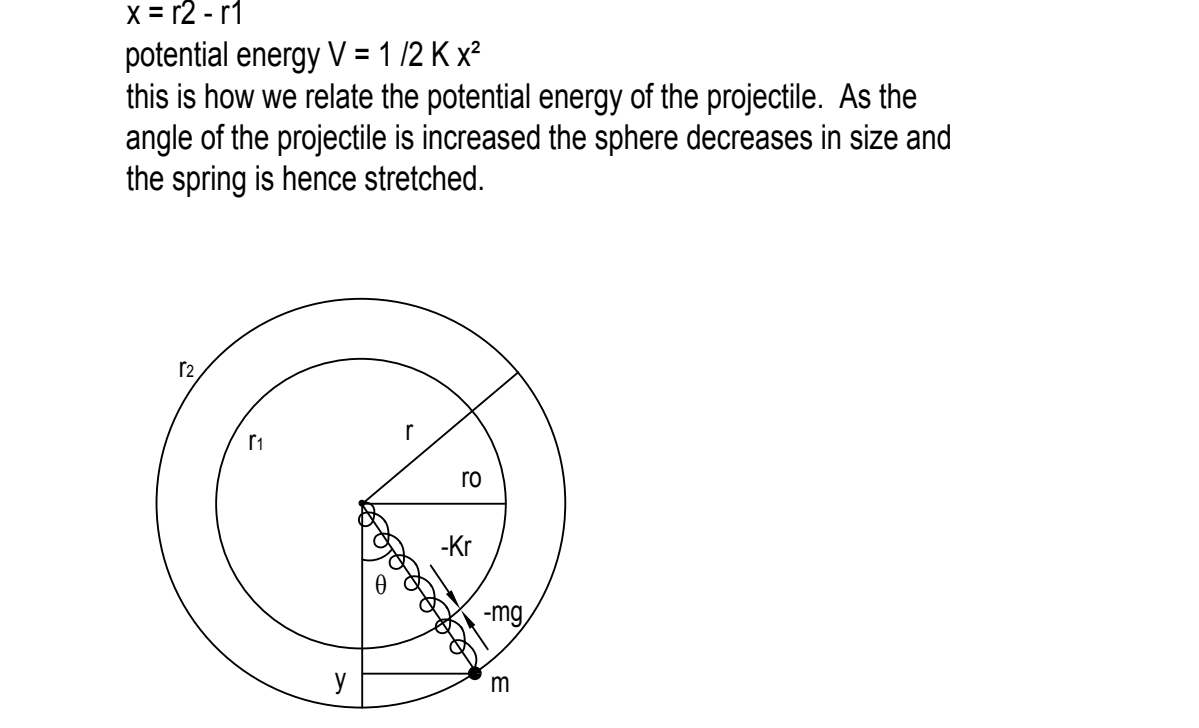 x = r2 - r1
potential energy V = 1 /2 K x²
this is how we relate the potential energy of the projectile.  As the
angle of the projectile is increased the sphere decreases in size and
the spring is hence stretched.
r2
r1
r
ro
-Kr
θ
-mg
y
m